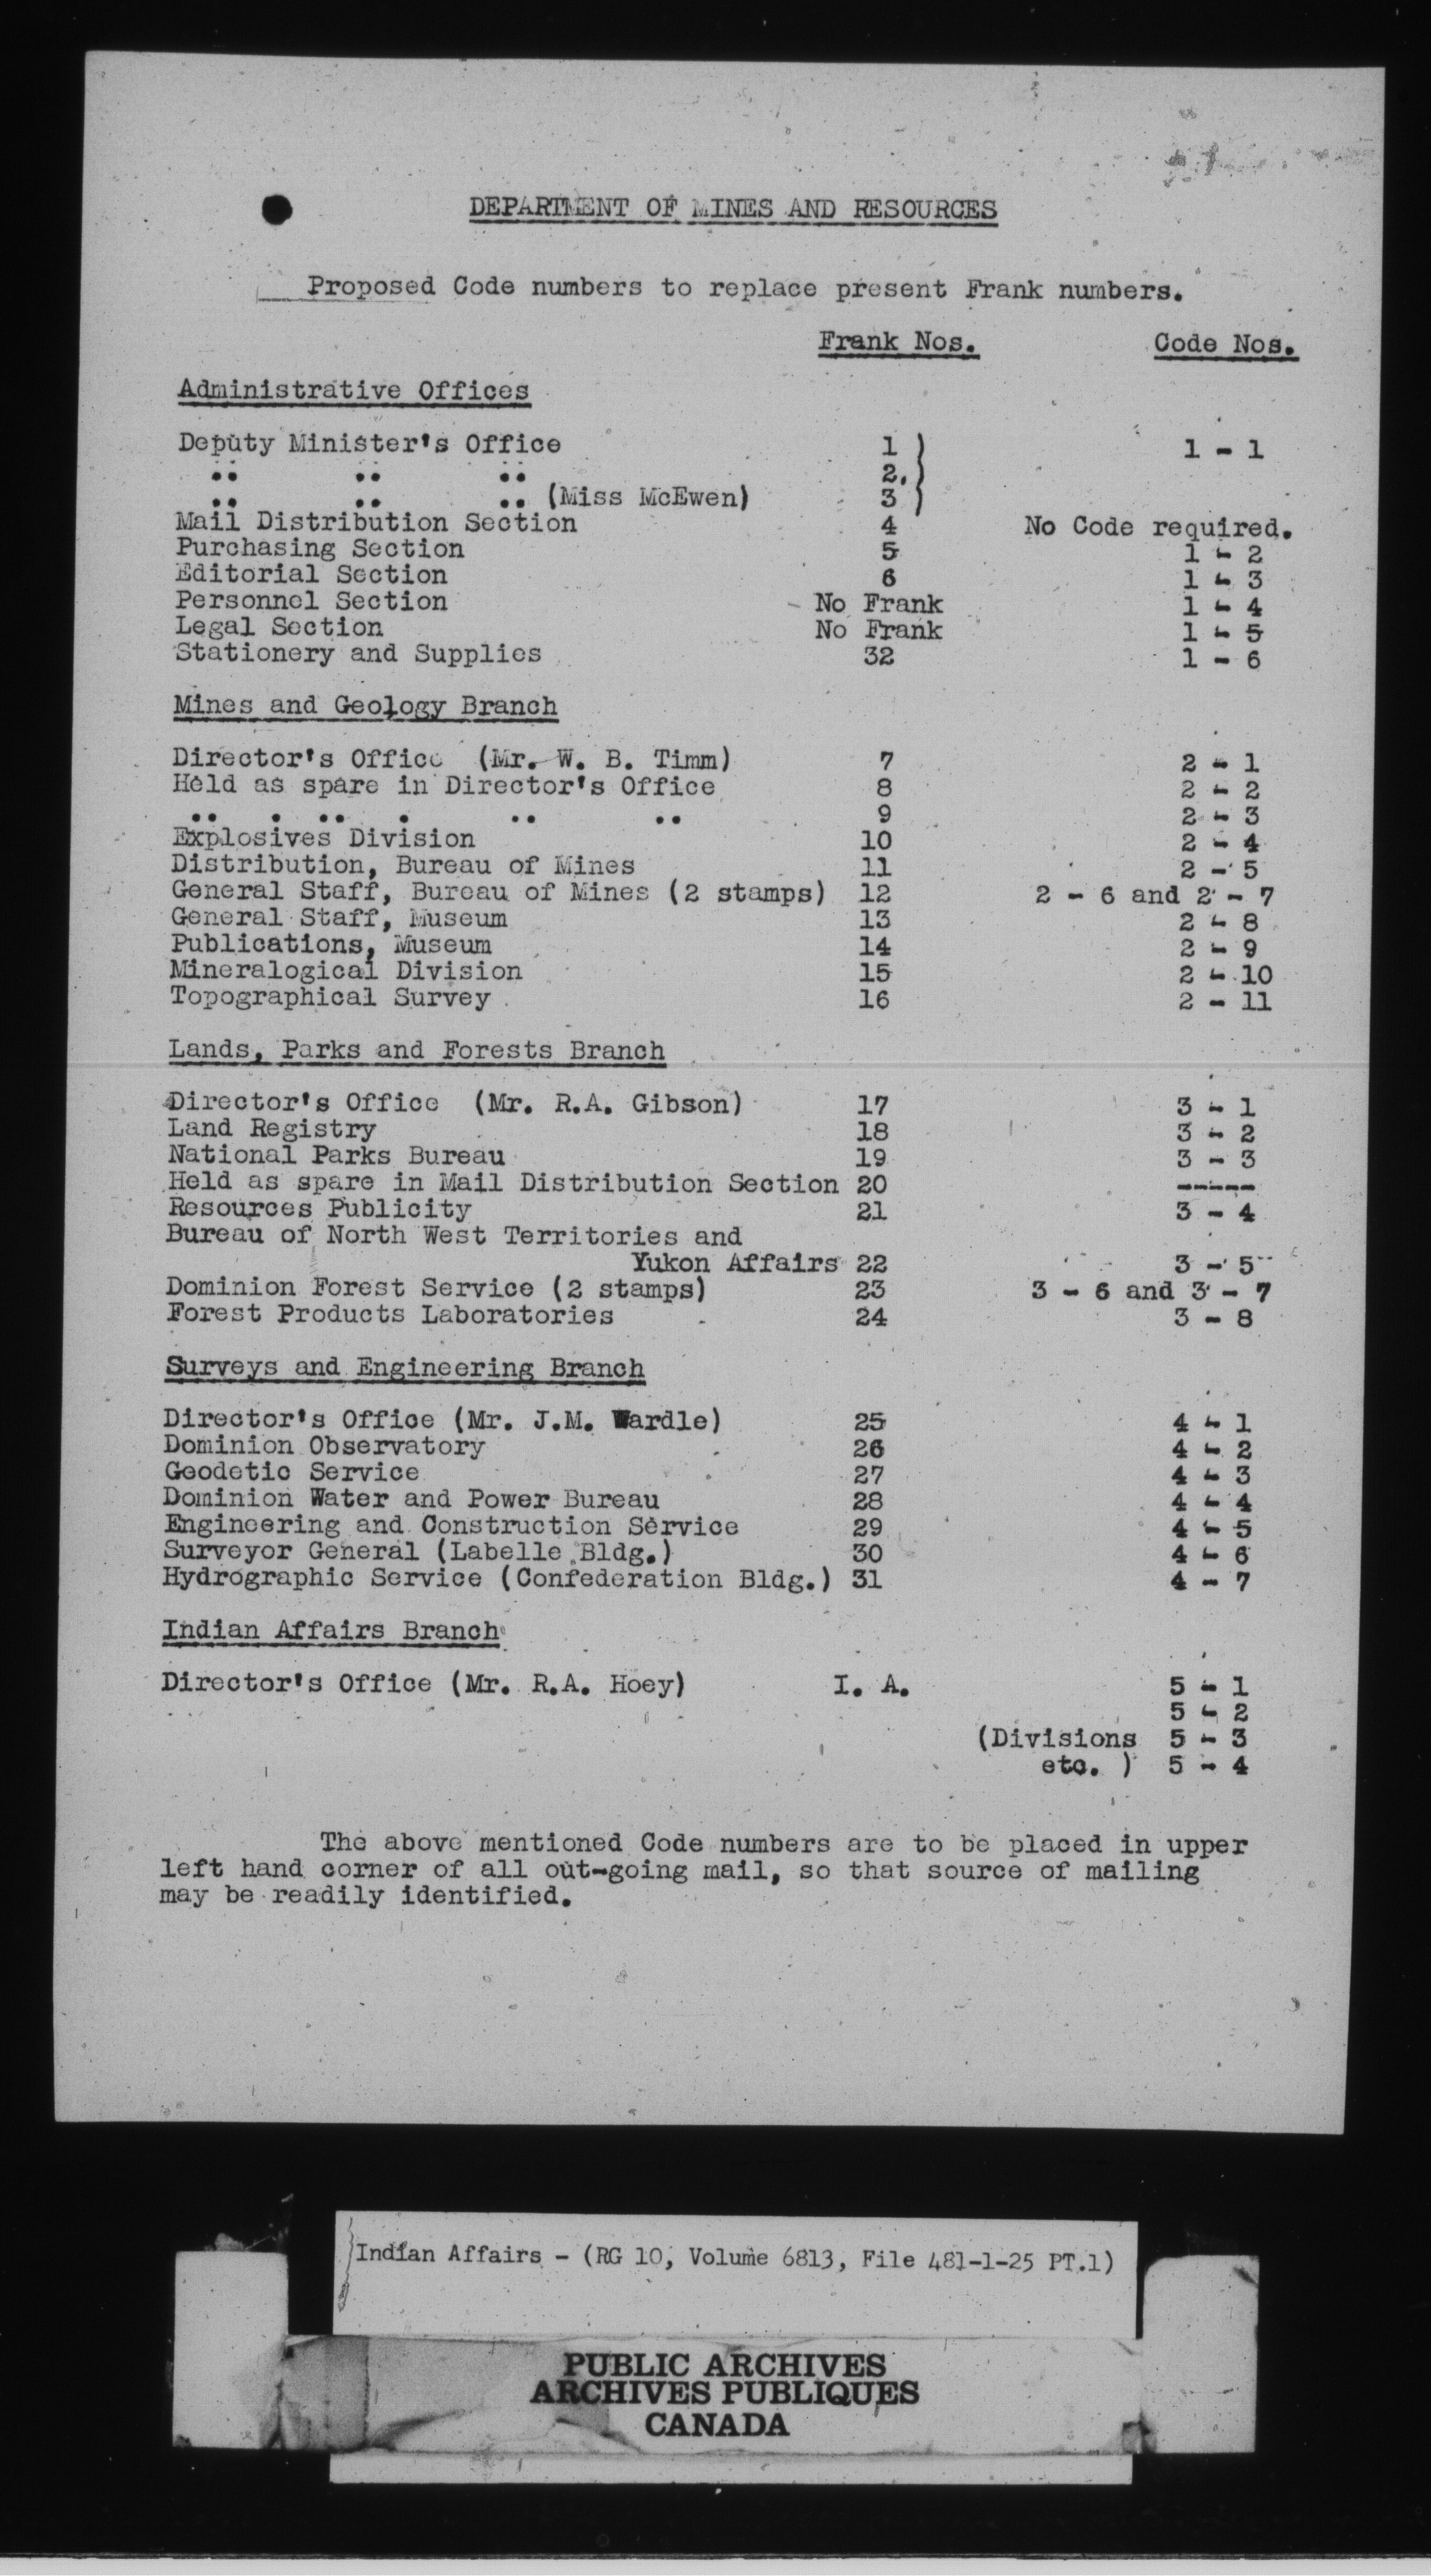 DEPARTMENT OF MINES AND RESOURCES
Proposed Code numbers to replace present Frank numbers.
Frank Nos. Code Nos.
Administrative Offices
Deputy Minister's Office 1 ) 1 - 1
.. .. .. 2. )
.. .. .. (Miss McEwen) 3 )
Mail Distribution Section 4 No Code required.
Purchasing Section 5 1 - 2
Editorial Section 6 1 - 3
Personnel Section No Frank 1 - 4
Legal Section No Frank 1 - 5
Stationery and Supplies 32 1 - 6
Mines and Geology Branch
Director's Office (Mr. W. B. Timm) 7 2 - 1
Held as spare in Director's Office 8 2 - 2
.. . .. . .. .. 9 2 - 3
Explosives Division 10 2 - 4
Distribution, Bureau of Mines 11 2 - 5
General Staff, Bureau of Mines (2 stamps) 12 2 - 6 and 2 - 7
General Staff, Museum 13 2 - 8
Publications, Museum 14 2 - 9
Mineralogical Division 15 2 - 10
Topographical Survey 16 2 - 11
Lands, Parks and Forests Branch
Director's Office (Mr. R.A. Gibson) 17 3 - 1
Land Registry 18 3 - 2
National Parks Bureau 19 3 - 3
Held as spare in Mail Distribution Section 20 -----
Resources Publicity 21 3 - 4
Bureau of North West Territories and
Yukon Affairs 22 3 - 5
Dominion Forest Service (2 stamps) 23 3 - 6 and 3 - 7
Forest Products Laboratories 24 3 - 8
Surveys and Engineering Branch
Director's Office (Mr. J.M. Wardle) 25 4 - 1
Dominion Observatory 26 4 - 2
Geodetic Service 27 4 - 3
Dominion Water and Power Bureau 28 4 - 4
Engineering and Construction Service 29 4 - 5
Surveyor General (Labelle Bldg.) 30 4 - 6
Hydrographic Service (Confederation Bldg.) 31 4 - 7
Indian Affairs Branch
Director's Office (Mr. R.A. Hoey) I. A. 5 - 1
5 - 2
(Divisions 5 - 3
etc. ) 5 - 4
The above mentioned Code numbers are to be placed in upper
left hand corner of all out-going mail, so that source of mailing
may be readily identified.
Indian Affairs - (RG 10, Volume 6813, File 481-1-25 PT.1)
PUBLIC ARCHIVES
ARCHIVES PUBLIQUES
CANADA